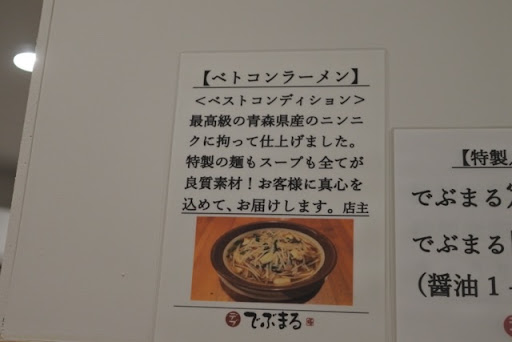 【ベトコンラーメン】
<ベストコンディション>
最高級の青森県産のニンニ
クに拘って仕上げました。
特製の麺もスープも全てが
良質素材！お客様に真心を
込めて、お届けします。店主
デブ でぶまる
【特製
でぶまる
でぶまる
（醤油１